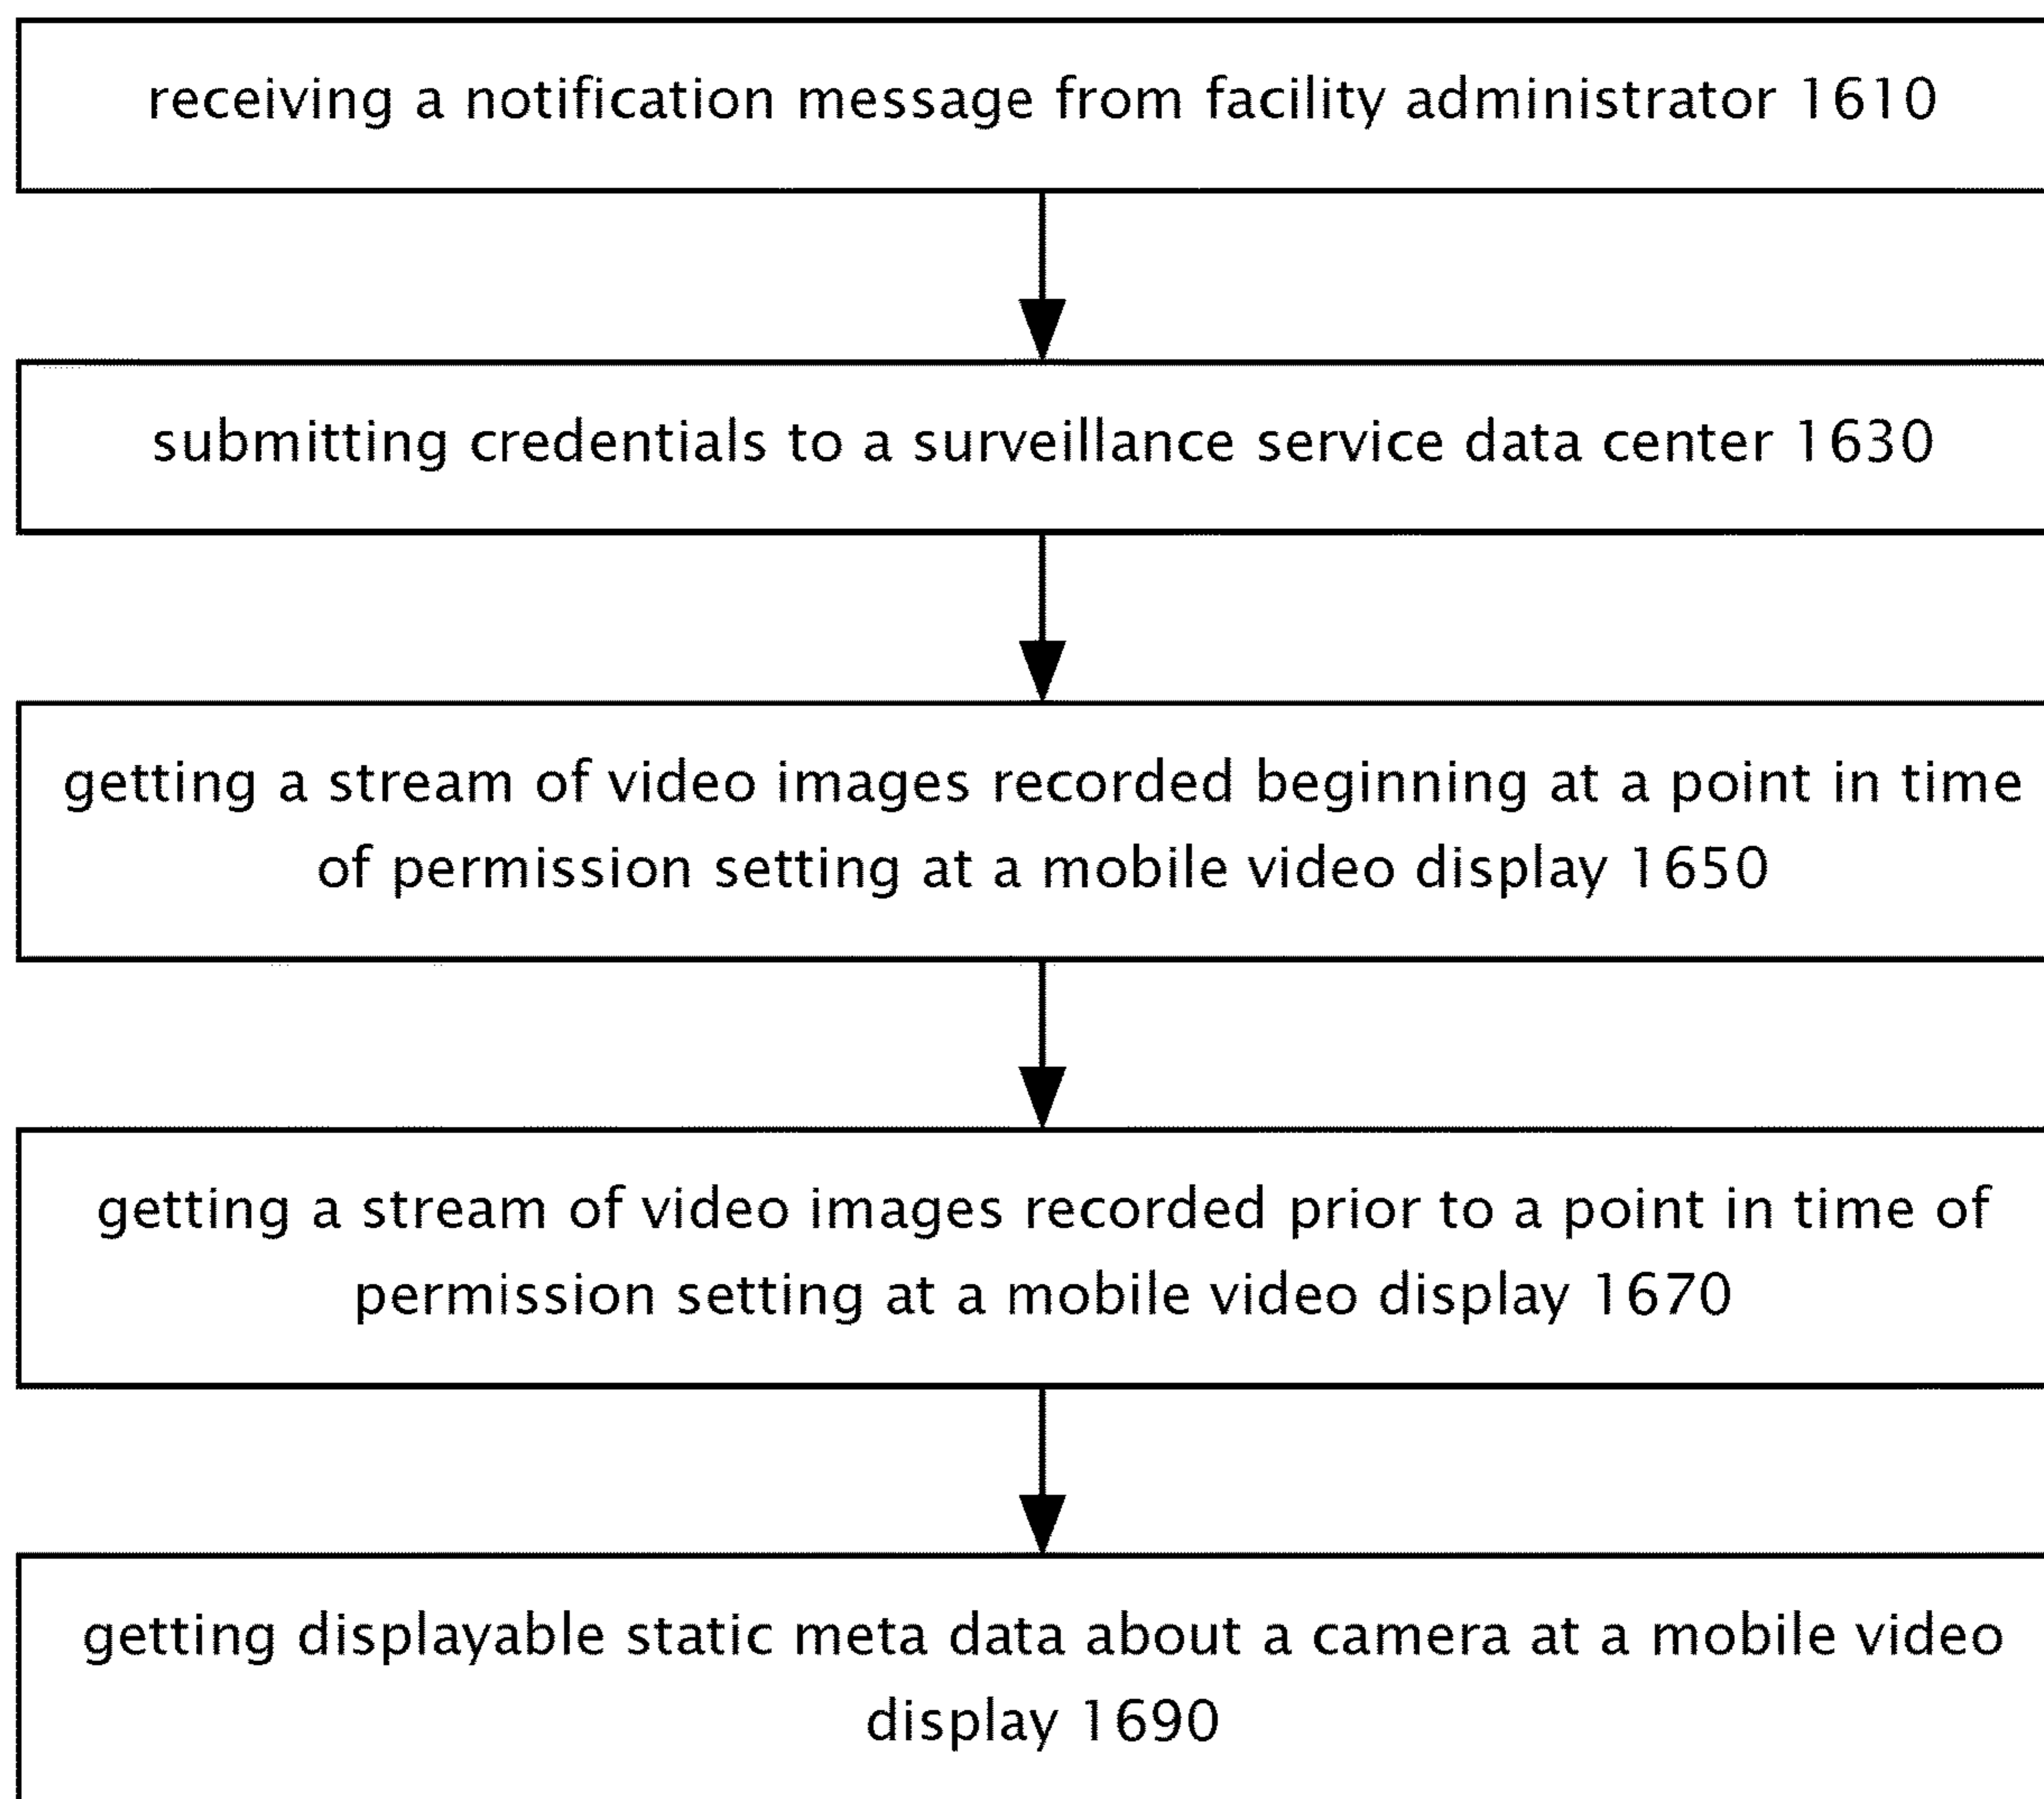 receiving a notification message from facility administrator 1610
submitting credentials to a surveillance service data center 1630
getting a stream of video images recorded beginning at a point in time
of permission setting at a mobile video display 1650
getting a stream of video images recorded prior to a point in time of
permission setting at a mobile video display 1670
getting displayable static meta data about a camera at a mobile video
display 1690